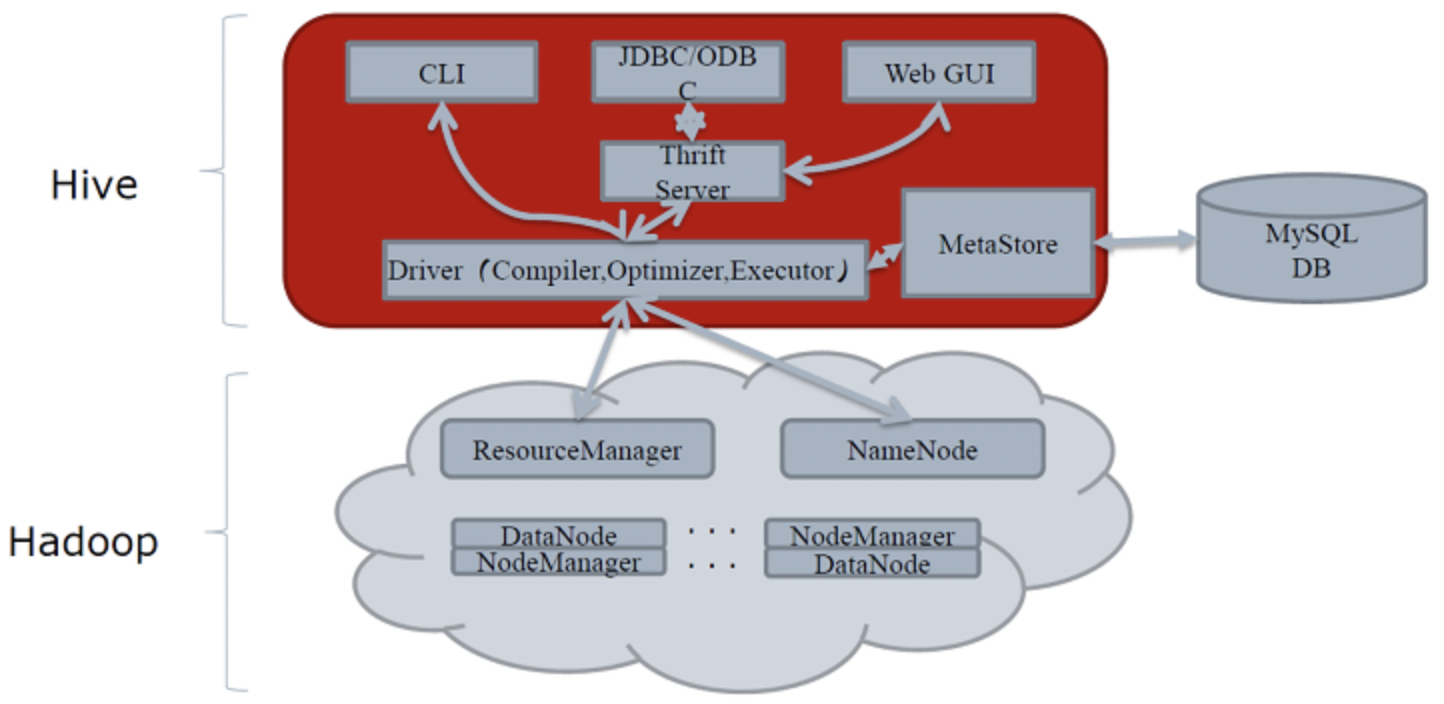 Hive
CLI
JDBC/ODB
C
Web GUI
Thrift
Server
MetaStore
MySQL
DB
Driver（Compiler,Optimizer,Executor）
Hadoop
ResourceManager
NameNode
DataNode
NodeManager
. . .
. . .
NodeManager
DataNode